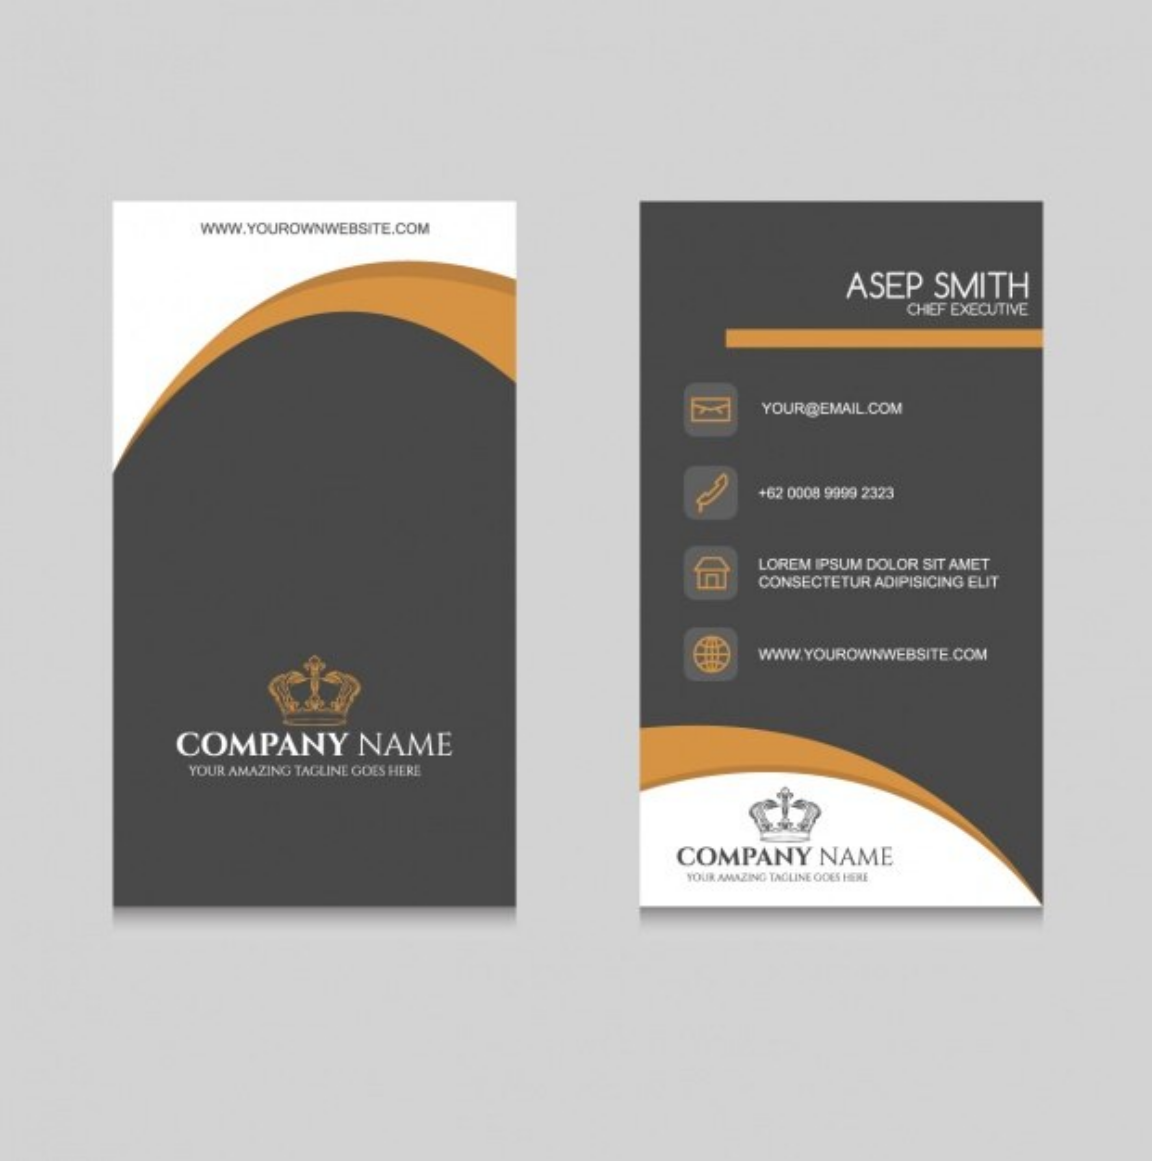 WWW.YOUROWNWEBSITE.COM
COMPANY NAME
YOUR AMAZING TAGLINE GOES HERE
ASEP SMITH
CHIEF EXECUTIVE
YOUR@EMAIL.COM
+62 0008 9999 2323
LOREM IPSUM DOLOR SIT AMET
CONSECTETUR ADIPISICING ELIT
WWW.YOUROWNWEBSITE.COM
COMPANY NAME
YOUR AMAZING TAGLINE GOES HERE